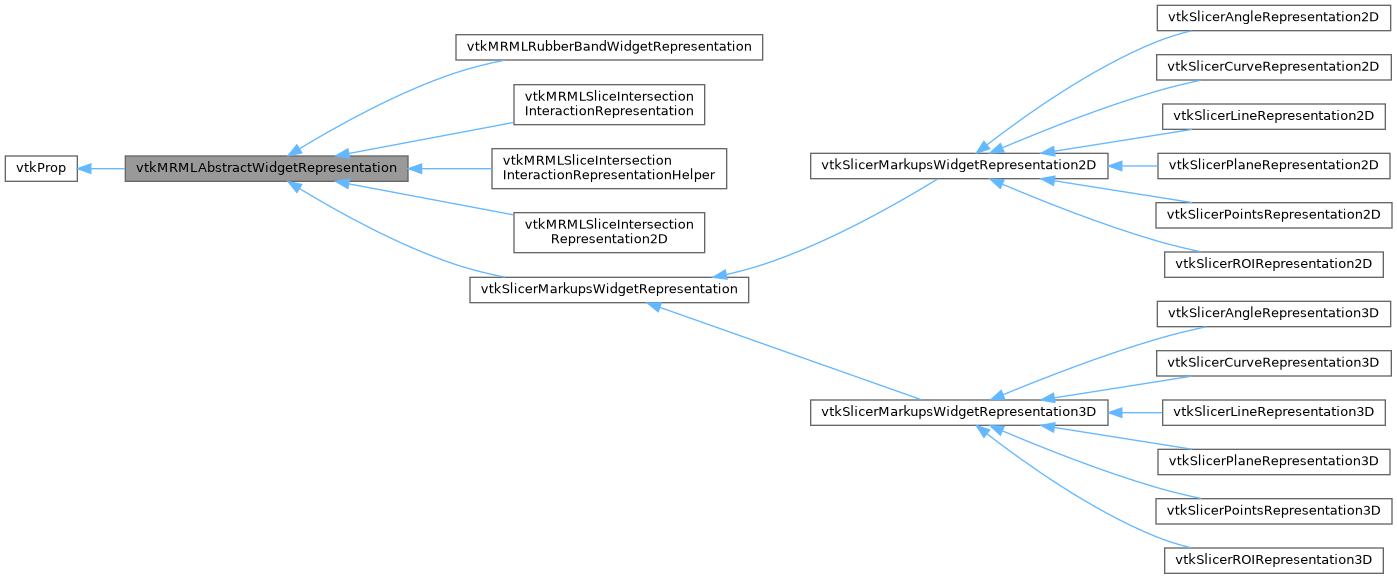 vtkProp
vtkMRMLAbstractWidgetRepresentation
vtkMRMLRubberBandWidgetRepresentation
vtkMRMLSliceIntersection
InteractionRepresentation
vtkMRMLSliceIntersection
InteractionRepresentationHelper
vtkMRMLSliceIntersection
Representation2D
vtkSlicerMarkupsWidgetRepresentation
vtkSlicerMarkupsWidgetRepresentation2D
vtkSlicerAngleRepresentation2D
vtkSlicerCurveRepresentation2D
vtkSlicerLineRepresentation2D
vtkSlicerPlaneRepresentation2D
vtkSlicerPointsRepresentation2D
vtkSlicerROIRepresentation2D
vtkSlicerMarkupsWidgetRepresentation3D
vtkSlicerAngleRepresentation3D
vtkSlicerCurveRepresentation3D
vtkSlicerLineRepresentation3D
vtkSlicerPlaneRepresentation3D
vtkSlicerPointsRepresentation3D
vtkSlicerROIRepresentation3D